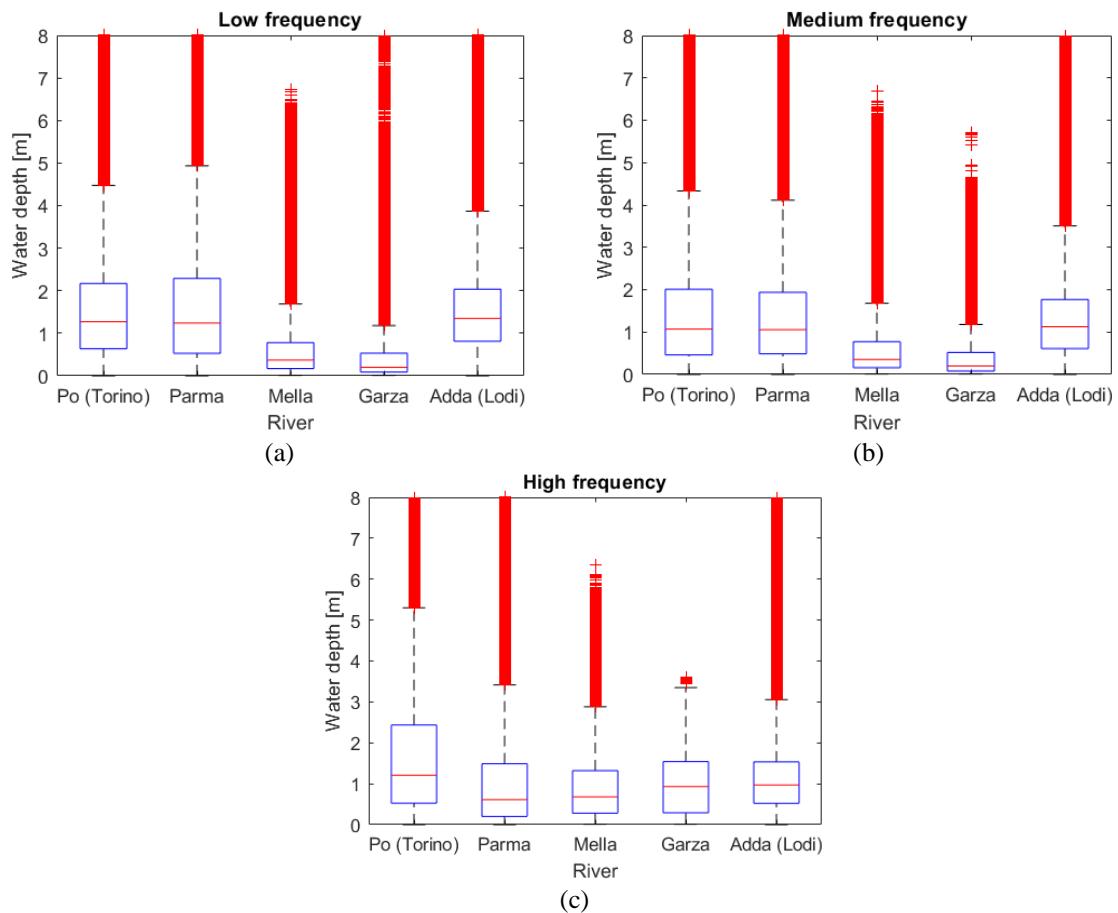 Low frequency
8
7
6
5
4
3
2
1
0
Water depth [m]
Po (Torino) Parma Mella Garza Adda (Lodi)
River
(a)
Medium frequency
8
7
6
5
4
3
2
1
0
Water depth [m]
Po (Torino) Parma Mella Garza Adda (Lodi)
River
(b)
High frequency
8
7
6
5
4
3
2
1
0
Water depth [m]
Po (Torino) Parma Mella Garza Adda (Lodi)
River
(c)